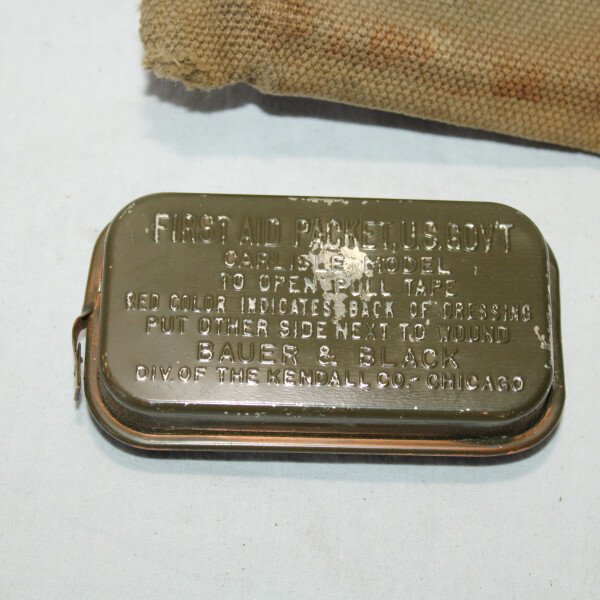 FIRST AID PACKET, U.S. GOV'T
CARLISLE MODEL
TO OPEN PULL TAPE
RED COLOR INDICATES BACK OF DRESSING
PUT OTHER SIDE NEXT TO WOUND
BAUER & BLACK
DIV. OF THE KENDALL CO.- CHICAGO